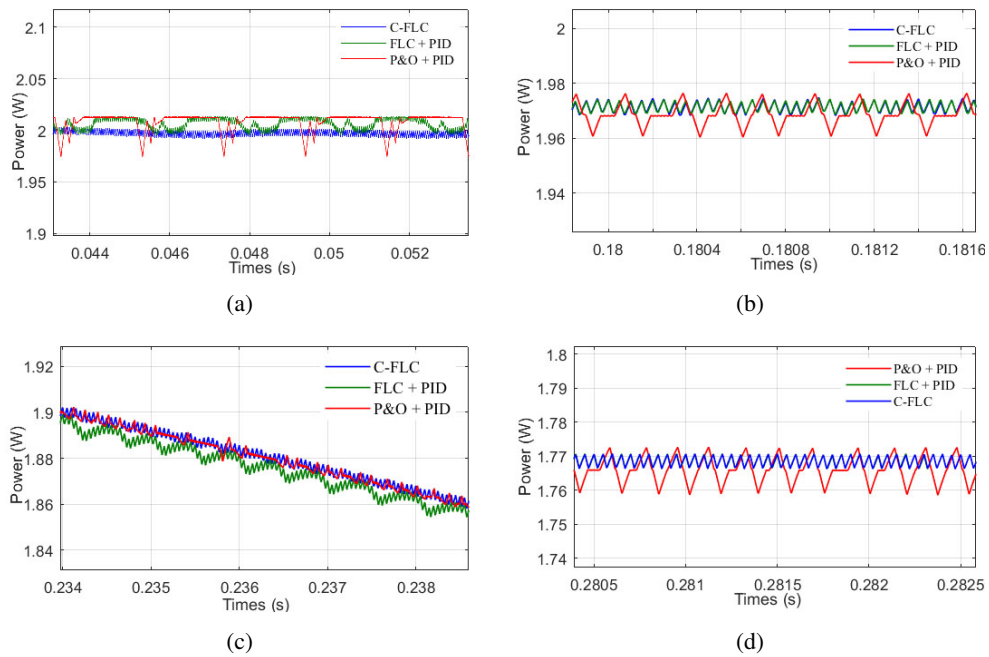 2.1
2.05
2
1.95
1.9
Power (W)
C-FLC
FLC + PID
P&O + PID
0.044
0.046
0.048
0.05
0.052
Times (s)
(a)
2
1.98
1.96
1.94
Power (W)
C-FLC
FLC + PID
P&O + PID
0.18
0.1804
0.1808
0.1812
0.1816
Times (s)
(b)
1.92
1.9
1.88
1.86
1.84
Power (W)
C-FLC
FLC + PID
P&O + PID
0.234
0.235
0.236
0.237
0.238
Times (s)
(c)
1.8
1.79
1.78
1.77
1.76
1.75
1.74
Power (W)
P&O + PID
FLC + PID
C-FLC
0.2805
0.281
0.2815
0.282
0.2825
Times (s)
(d)